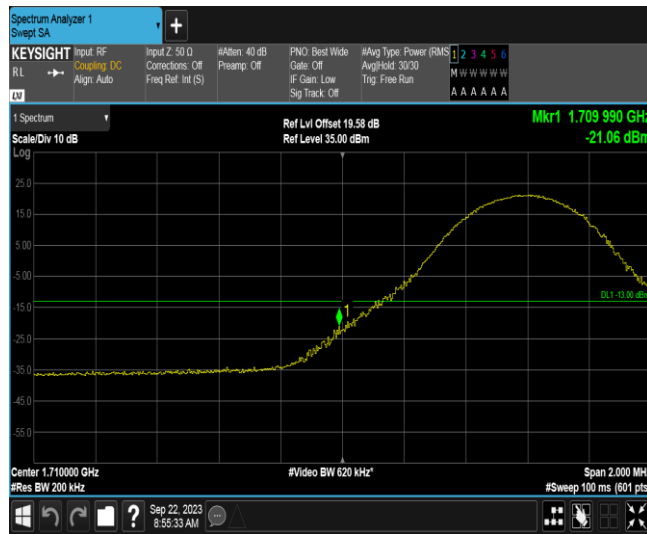 Spectrum Analyzer 1
Swept SA
+
KEYSIGHT
RL
LXI
Input: RF
Coupling: DC
Align: Auto
Input Z: 50 Ω
Corrections: Off
Freq Ref: Int (S)
#Atten: 40 dB
Preamp: Off
PNO: Best Wide
Gate: Off
IF Gain: Low
Sig Track: Off
#Avg Type: Power (RMS
Avg|Hold: 30/30
Trig: Free Run
1 2 3 4 5 6
M W W W W W
A A A A A A
1 Spectrum
Scale/Div 10 dB
Log
Ref Lvl Offset 19.58 dB
Ref Level 35.00 dBm
Mkr1 1.709 990 GHz
-21.06 dBm
25.0
15.0
5.00
-5.00
-15.0
-25.0
-35.0
-45.0
-55.0
1
DL1 -13.00 dBm
Center 1.710000 GHz
#Res BW 200 kHz
#Video BW 620 kHz*
Span 2.000 MHz
#Sweep 100 ms (601 pts)
?
Sep 22, 2023
8:55:33 AM